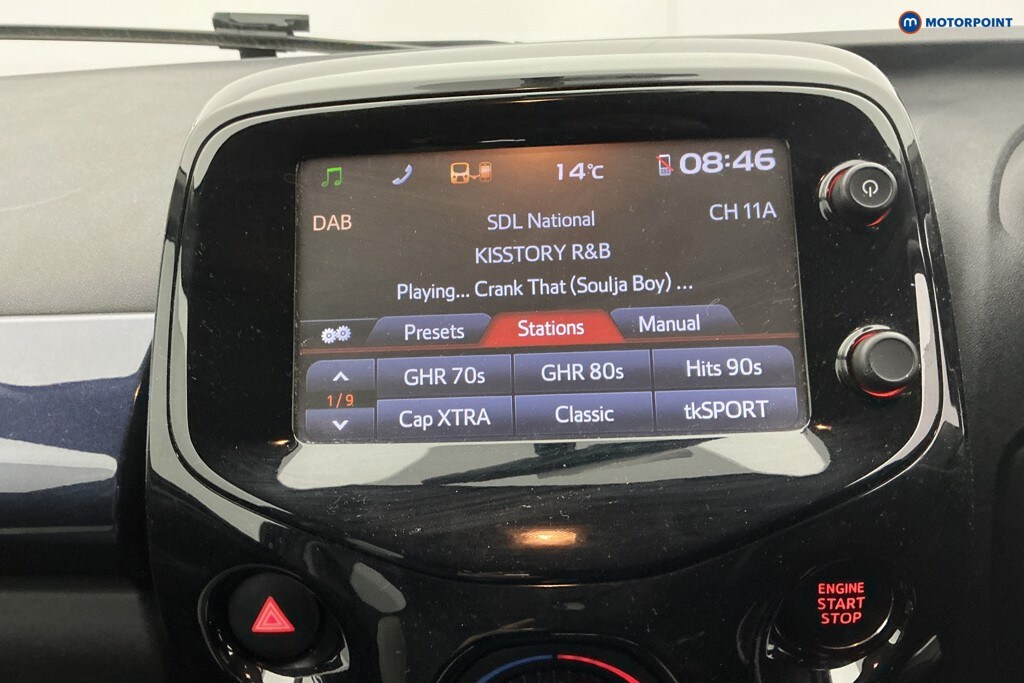 m MOTORPOINT
14°C
08:46
DAB
SDL National
CH 11A
KISSTORY R&B
Playing... Crank That (Soulja Boy) ...
Presets
Stations
Manual
GHR 70s
GHR 80s
Hits 90s
1/9
Cap XTRA
Classic
tkSPORT
ENGINE
START
STOP